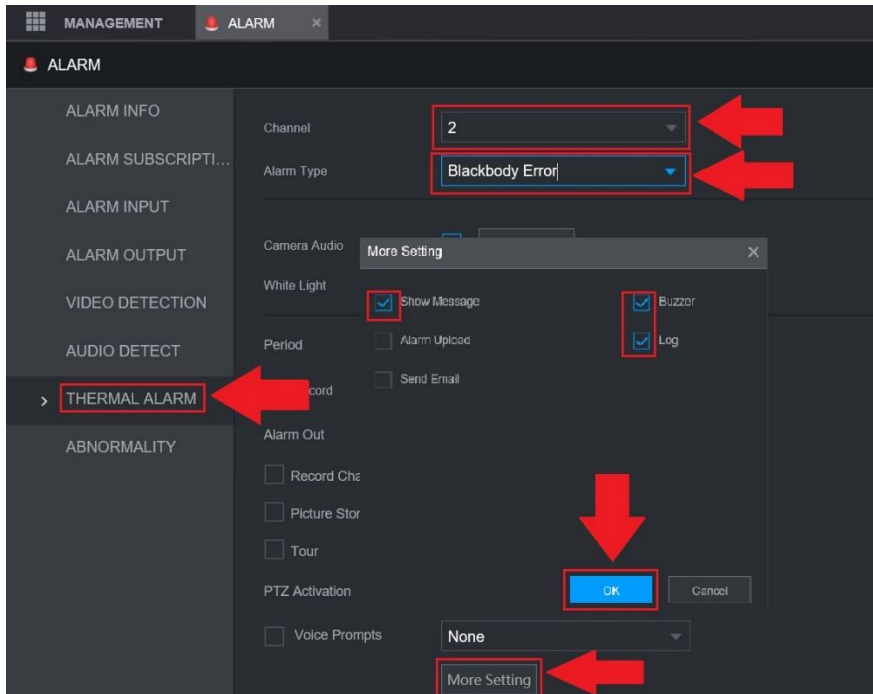 MANAGEMENT
ALARM ×
ALARM
ALARM INFO
ALARM SUBSCRIPTI...
ALARM INPUT
ALARM OUTPUT
VIDEO DETECTION
AUDIO DETECT
> THERMAL ALARM
ABNORMALITY
Channel 2
Alarm Type Blackbody Error
Camera Audio
White Light
Period
cord
Alarm Out
Record Cha
Picture Stor
Tour
PTZ Activation
Voice Prompts None
More Setting
More Setting ×
Show Message Buzzer
Alarm Upload Log
Send Email
OK Cancel